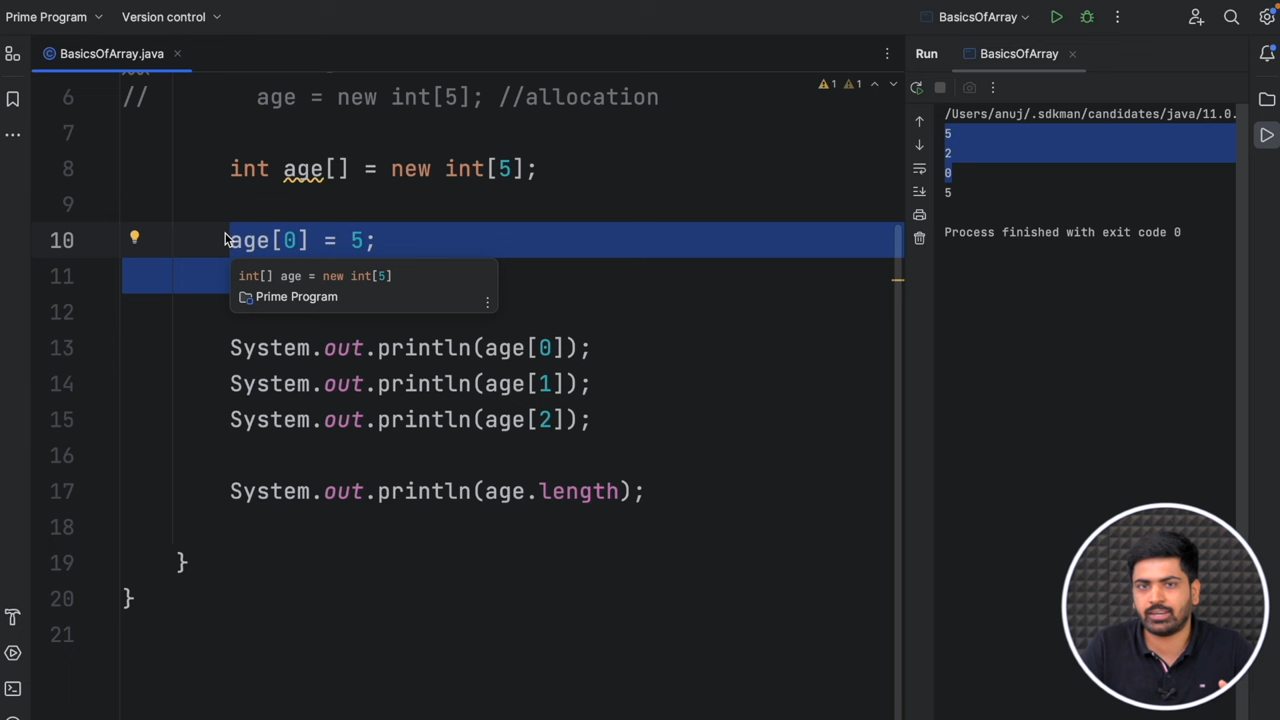 Prime Program
Version control
BasicsOfArray
BasicsOfArray.java
6 // age = new int[5]; //allocation
7
8 int age[] = new int[5];
9
10 age[0] = 5;
11
int[] age = new int[5]
Prime Program
12
13 System.out.println(age[0]);
14 System.out.println(age[1]);
15 System.out.println(age[2]);
16
17 System.out.println(age.length);
18
19 }
20 }
21
1 1
Run BasicsOfArray
/Users/anuj/.sdkman/candidates/java/11.0.
5
2
0
5
Process finished with exit code 0